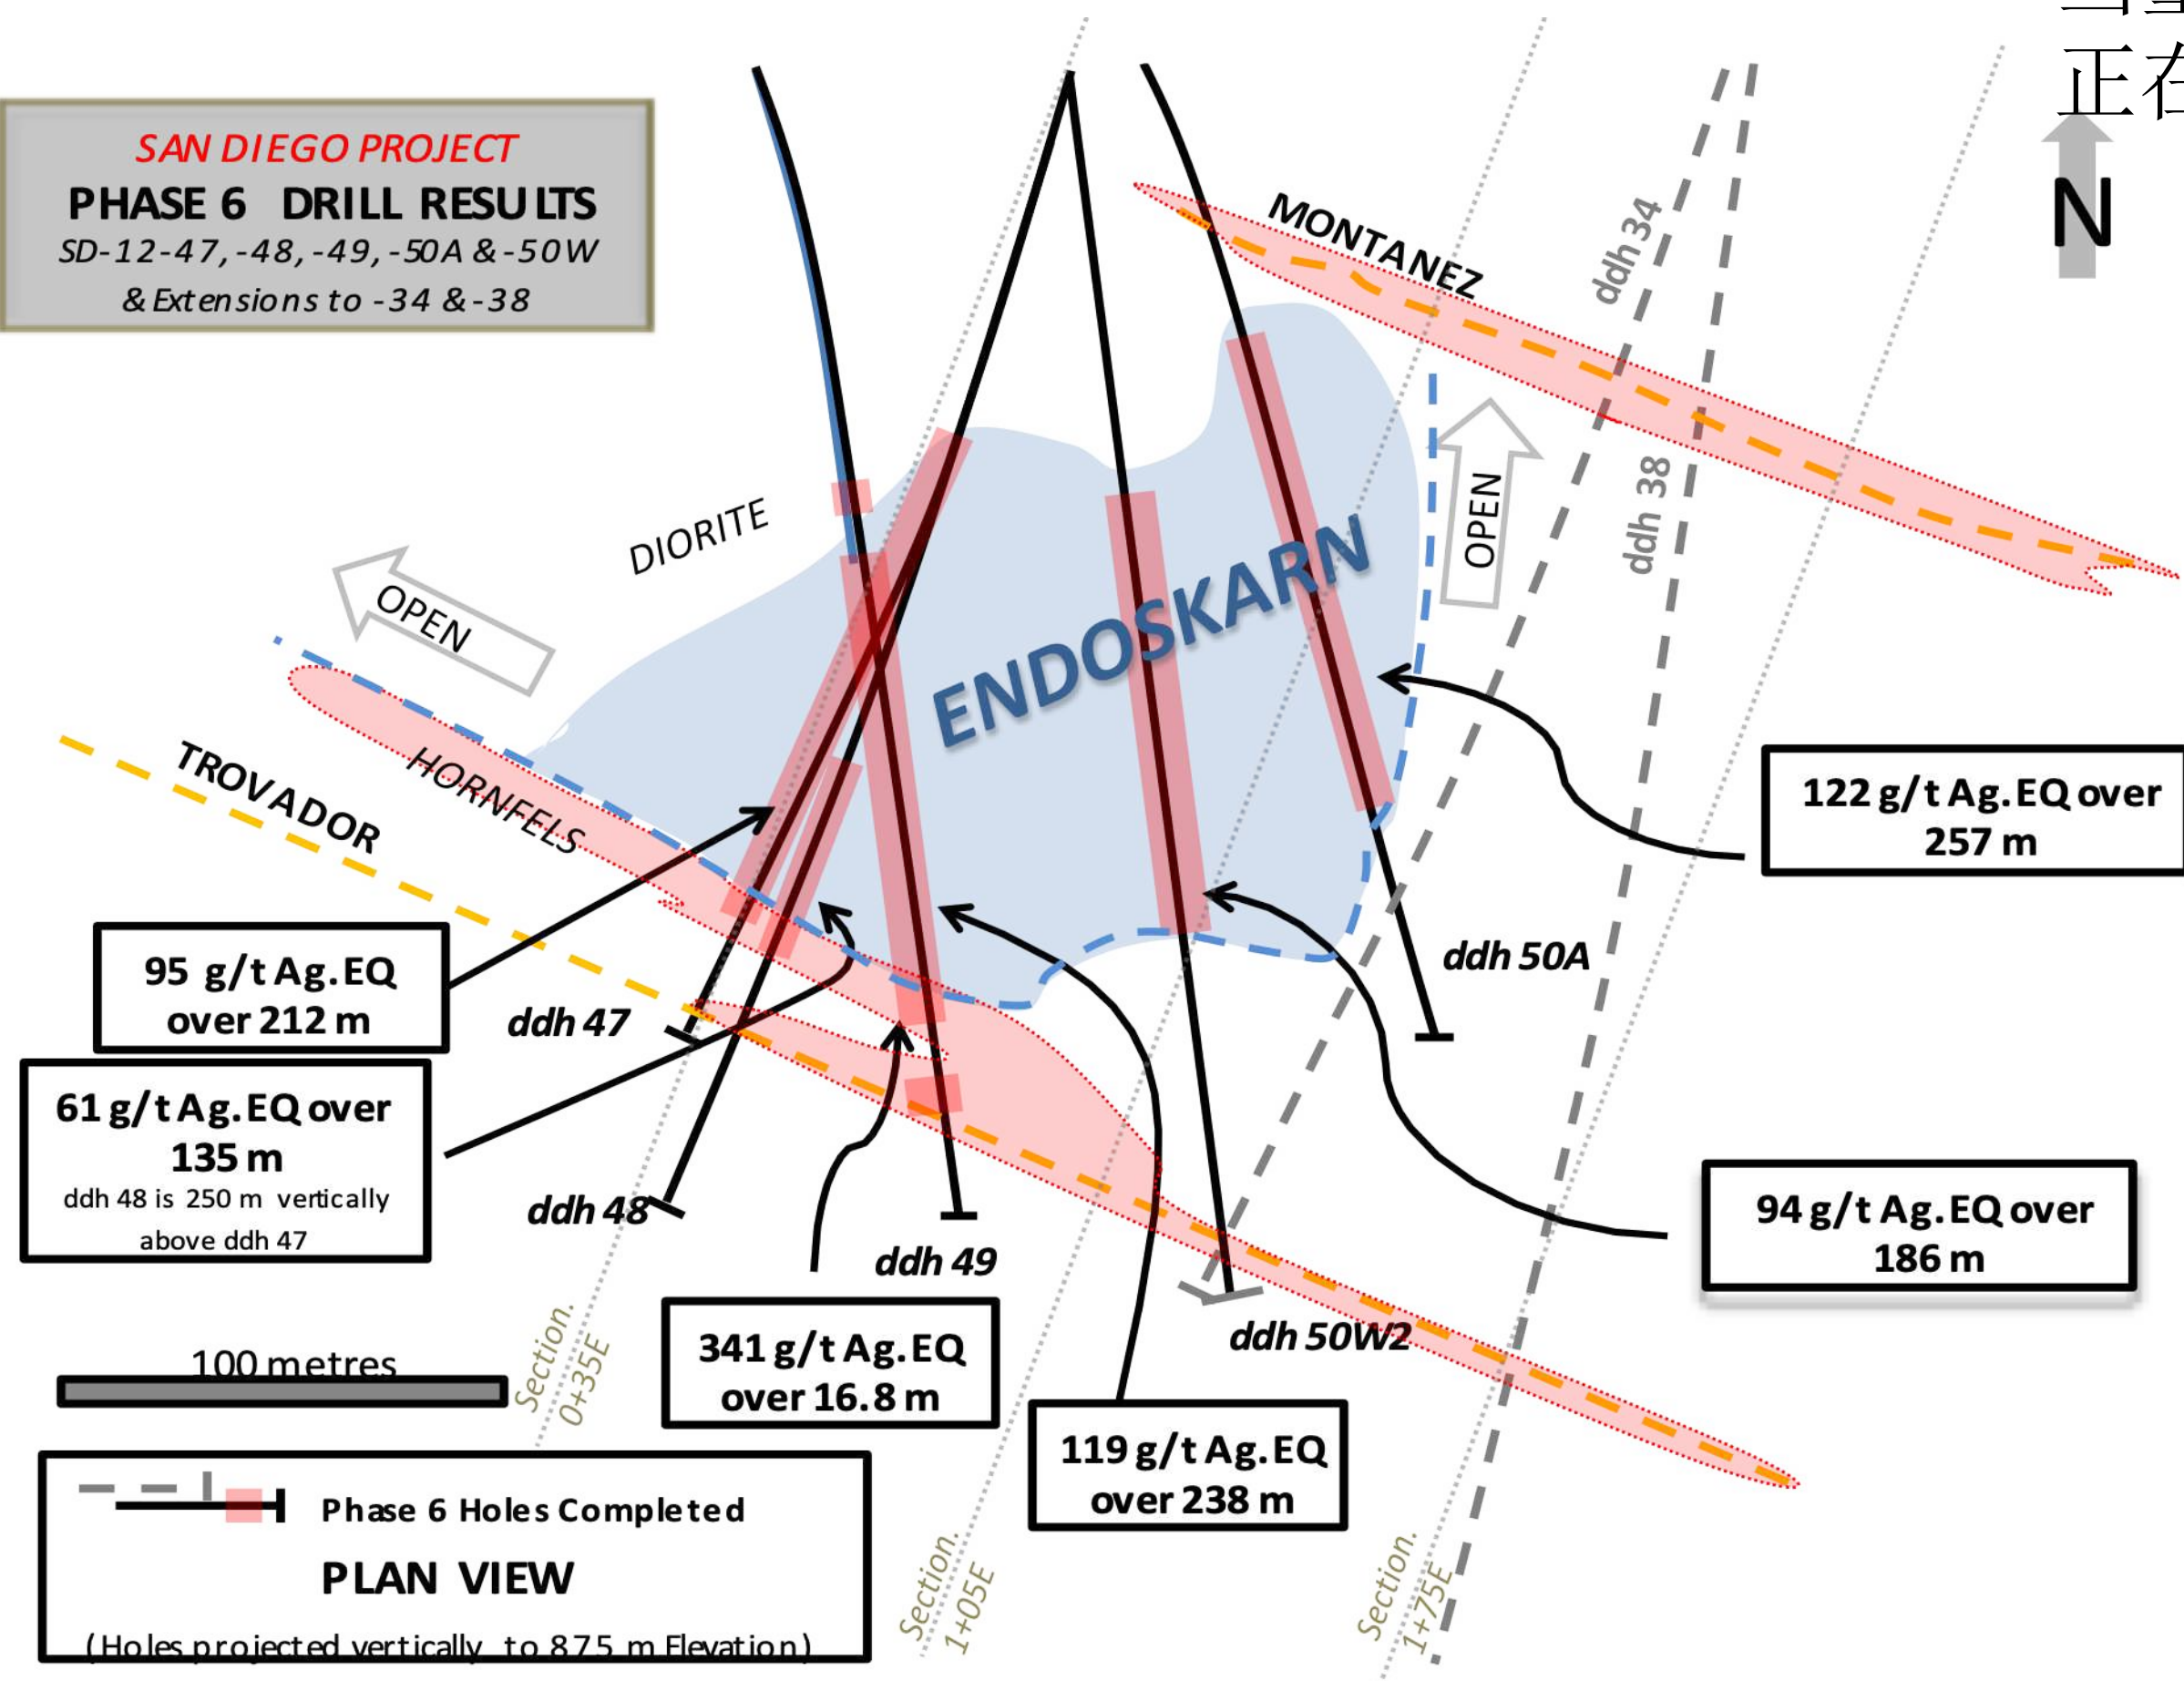 正在
N
SAN DIEGO PROJECT
PHASE 6 DRILL RESULTS
SD-12-47, -48, -49, -50A & -50W
& Extensions to -34 & -38
MONTANEZ
ddh 34
ddh 38
OPEN
DIORITE
OPEN
ENDOSKARN
HORNFELS
TROVADOR
122 g/t Ag.EQ over
257 m
95 g/t Ag.EQ
over 212 m
ddh 47
ddh 50A
61 g/t Ag.EQ over
135 m
ddh 48 is 250 m vertically
above ddh 47
ddh 48
ddh 49
94 g/t Ag.EQ over
186 m
341 g/t Ag.EQ
over 16.8 m
ddh 50W2
119 g/t Ag.EQ
over 238 m
100 metres
Section.
0+35E
Section.
1+05E
Section.
1+75E
Phase 6 Holes Completed
PLAN VIEW
(Holes projected vertically to 875 m Elevation)